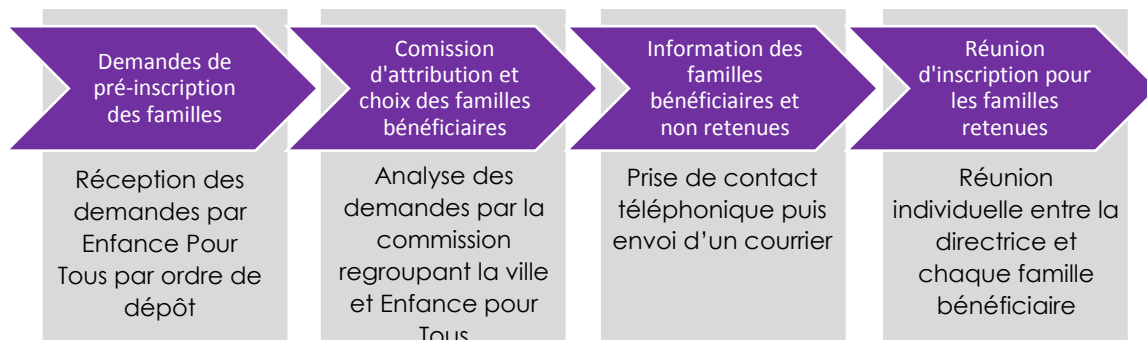 Demandes de
pré-inscription
des familles
Réception des
demandes par
Enfance Pour
Tous par ordre de
dépôt
Comission
d'attribution et
choix des familles
bénéficiaires
Analyse des
demandes par la
commission
regroupant la ville
et Enfance pour
Tous
Information des
familles
bénéficiaires et
non retenues
Prise de contact
téléphonique puis
envoi d’un courrier
Réunion
d'inscription pour
les familles
retenues
Réunion
individuelle entre la
directrice et
chaque famille
bénéficiaire